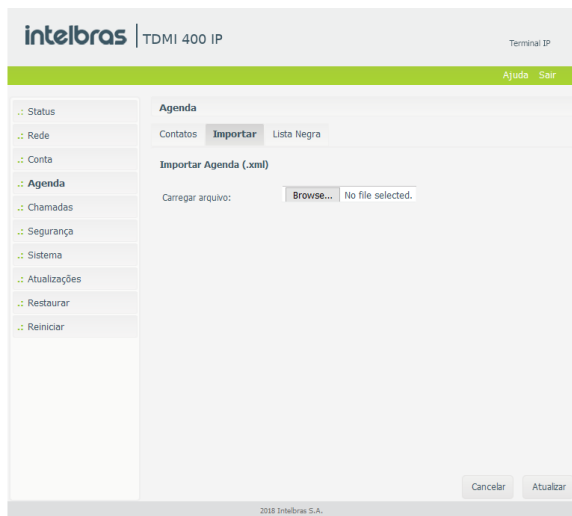 intelbras TDMI 400 IP
Terminal IP
Ajuda Sair
.: Status
.: Rede
.: Conta
.: Agenda
.: Chamadas
.: Segurança
.: Sistema
.: Atualizações
.: Restaurar
.: Reiniciar
Agenda
Contatos Importar Lista Negra
Importar Agenda (.xml)
Carregar arquivo: Browse... No file selected.
Cancelar Atualizar
2018 Intelbras S.A.